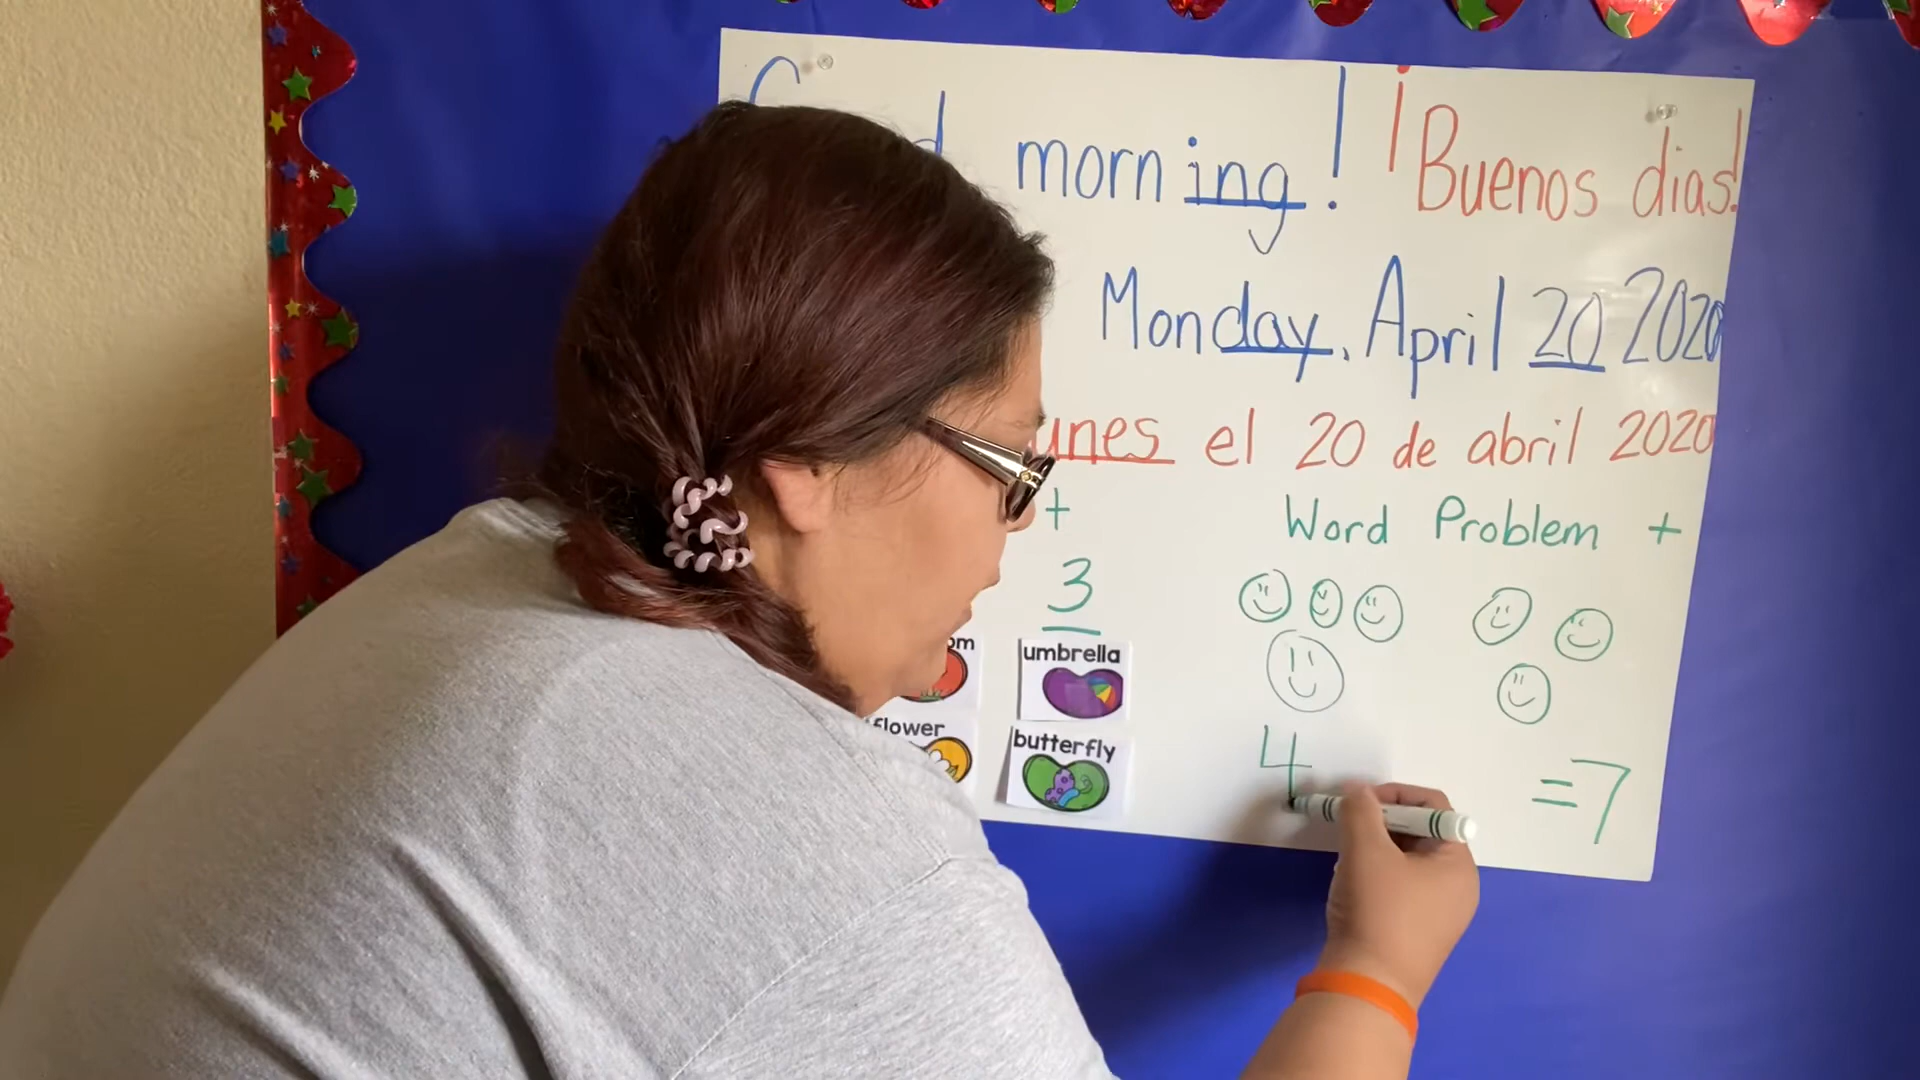 morning! ¡Buenos dias!
Monday, April 20 2020
unes el 20 de abril 2020
+ Word Problem +
3
om umbrella
flower butterfly
4 =7